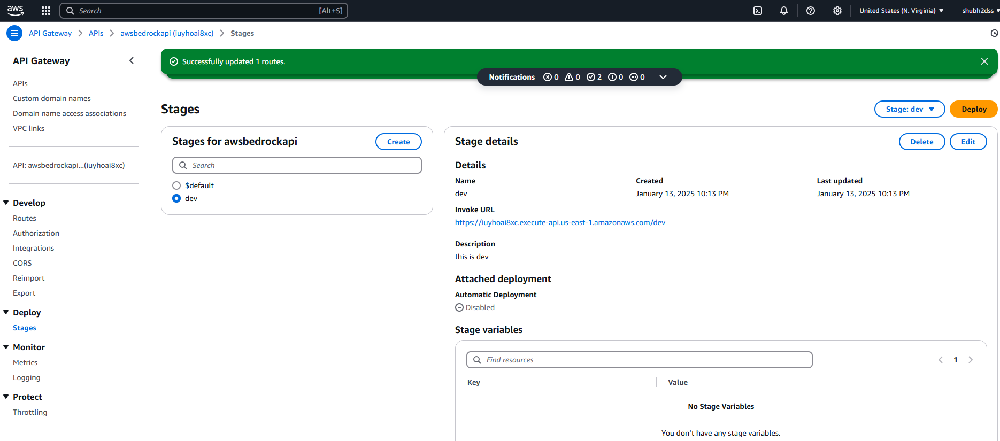 aws
Search [Alt+S]
United States (N. Virginia) shubh2dss
API Gateway APIs awsbedrockapi (iuyhoai8xc) Stages
API Gateway
APIs
Custom domain names
Domain name access associations
VPC links
API: awsbedrockapi...(iuyhoai8xc)
Develop
Routes
Authorization
Integrations
CORS
Reimport
Export
Deploy
Stages
Monitor
Metrics
Logging
Protect
Throttling
Successfully updated 1 routes.
Notifications 0 0 2 0 0
Stages
Stage: dev Deploy
Stages for awsbedrockapi
Create
Search
$default
dev
Stage details
Delete Edit
Details
Name Created Last updated
dev January 13, 2025 10:13 PM January 13, 2025 10:13 PM
Invoke URL
https://iuyhoai8xc.execute-api.us-east-1.amazonaws.com/dev
Description
this is dev
Attached deployment
Automatic Deployment
Disabled
Stage variables
Find resources
1
Key Value
No Stage Variables
You don't have any stage variables.